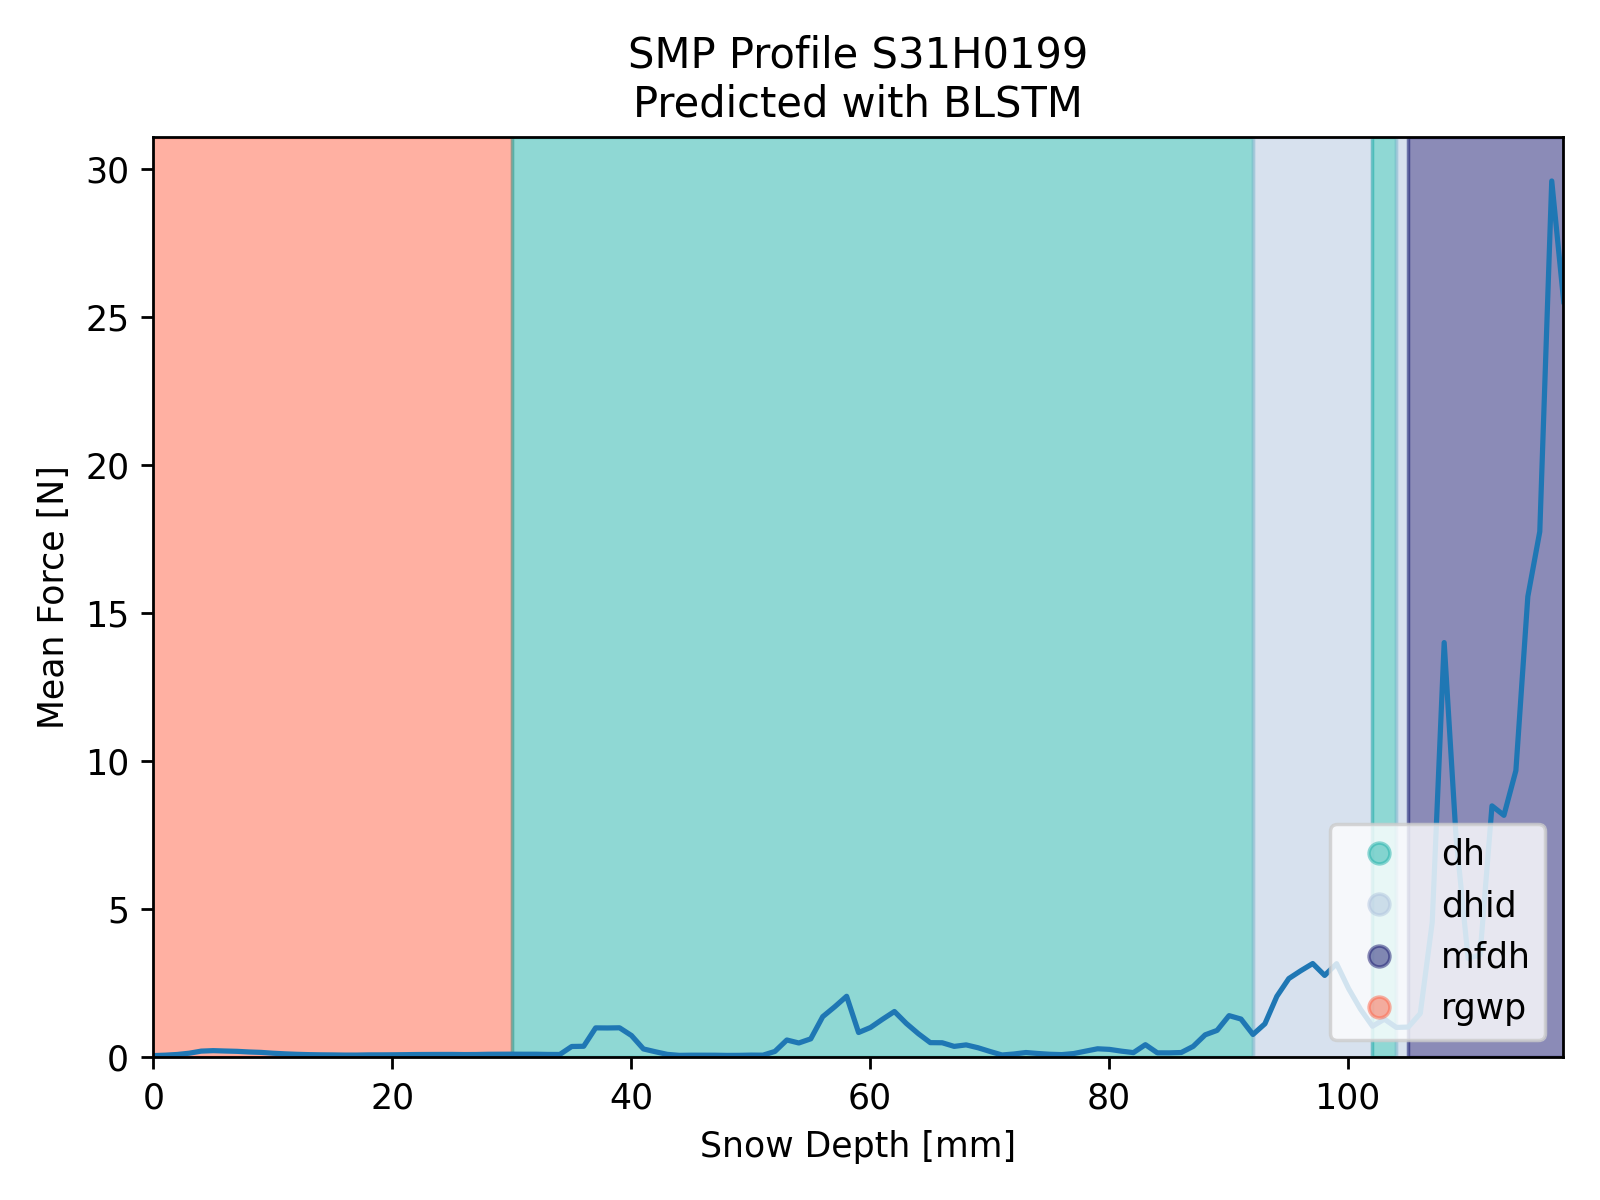 SMP Profile S31H0199
Predicted with BLSTM
Mean Force [N]
30
25
20
15
10
5
0
0 20 40 60 80 100
Snow Depth [mm]
dh
dhid
mfdh
rgwp